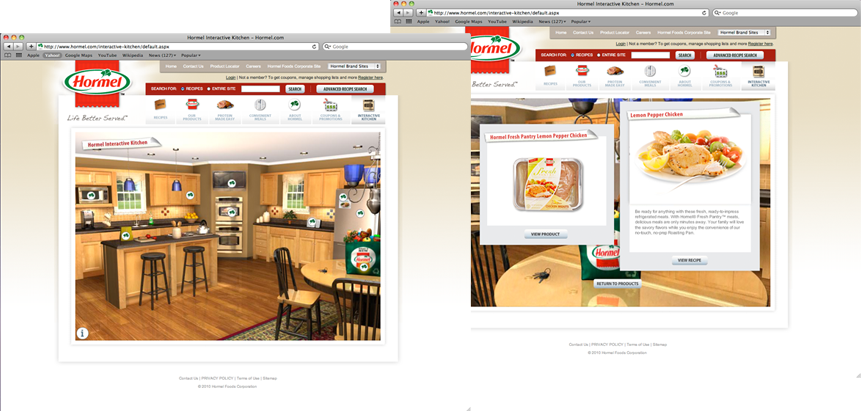 Hormel Interactive Kitchen – Hormel.com
http://www.hormel.com/interactive-kitchen/default.aspx
Google
Apple Yahoo! Google Maps YouTube Wikipedia News (127) Popular
Home Contact Us Product Locator Careers Hormel Foods Corporate Site Hormel Brand Sites
Login | Not a member? To get coupons, manage shopping lists and more Register here.
Hormel
Life Better Served
SEARCH FOR: RECIPES ENTIRE SITE SEARCH ADVANCED RECIPE SEARCH
RECIPES OUR PRODUCTS PROTEIN MADE EASY CONVENIENT MEALS ABOUT HORMEL COUPONS & PROMOTIONS INTERACTIVE KITCHEN
Hormel Interactive Kitchen
i
Contact Us | PRIVACY POLICY | Terms of Use | Sitemap
© 2010 Hormel Foods Corporation
Hormel Interactive Kitchen – Hormel.com
http://www.hormel.com/interactive-kitchen/default.aspx
Google
Apple Yahoo! Google Maps YouTube Wikipedia News (127) Popular
Home Contact Us Product Locator Careers Hormel Foods Corporate Site Hormel Brand Sites
Login | Not a member? To get coupons, manage shopping lists and more Register here.
Hormel
Life Better Served
SEARCH FOR: RECIPES ENTIRE SITE SEARCH ADVANCED RECIPE SEARCH
RECIPES OUR PRODUCTS PROTEIN MADE EASY CONVENIENT MEALS ABOUT HORMEL COUPONS & PROMOTIONS INTERACTIVE KITCHEN
Hormel Fresh Pantry Lemon Pepper Chicken
VIEW PRODUCT
Lemon Pepper Chicken
Be ready for anything with these fresh, ready-to-impress
refrigerated meals. With Hormel® Fresh Pantry™ meals,
delicious meals are only minutes away. Your family will love
the savory flavors while you enjoy the convenience of our
no-touch, no-prep Roasting Pan.
VIEW RECIPE
Hormel
RETURN TO PRODUCTS
Contact Us | PRIVACY POLICY | Terms of Use | Sitemap
© 2010 Hormel Foods Corporation